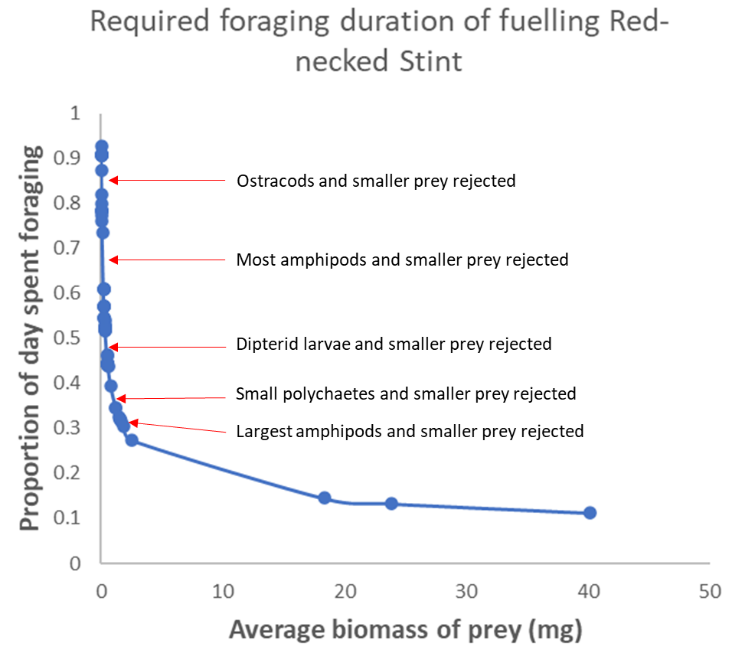 Required foraging duration of fuelling Red-
necked Stint
Proportion of day spent foraging
1
0.9
0.8
0.7
0.6
0.5
0.4
0.3
0.2
0.1
0
Ostracods and smaller prey rejected
Most amphipods and smaller prey rejected
Dipterid larvae and smaller prey rejected
Small polychaetes and smaller prey rejected
Largest amphipods and smaller prey rejected
0 10 20 30 40 50
Average biomass of prey (mg)